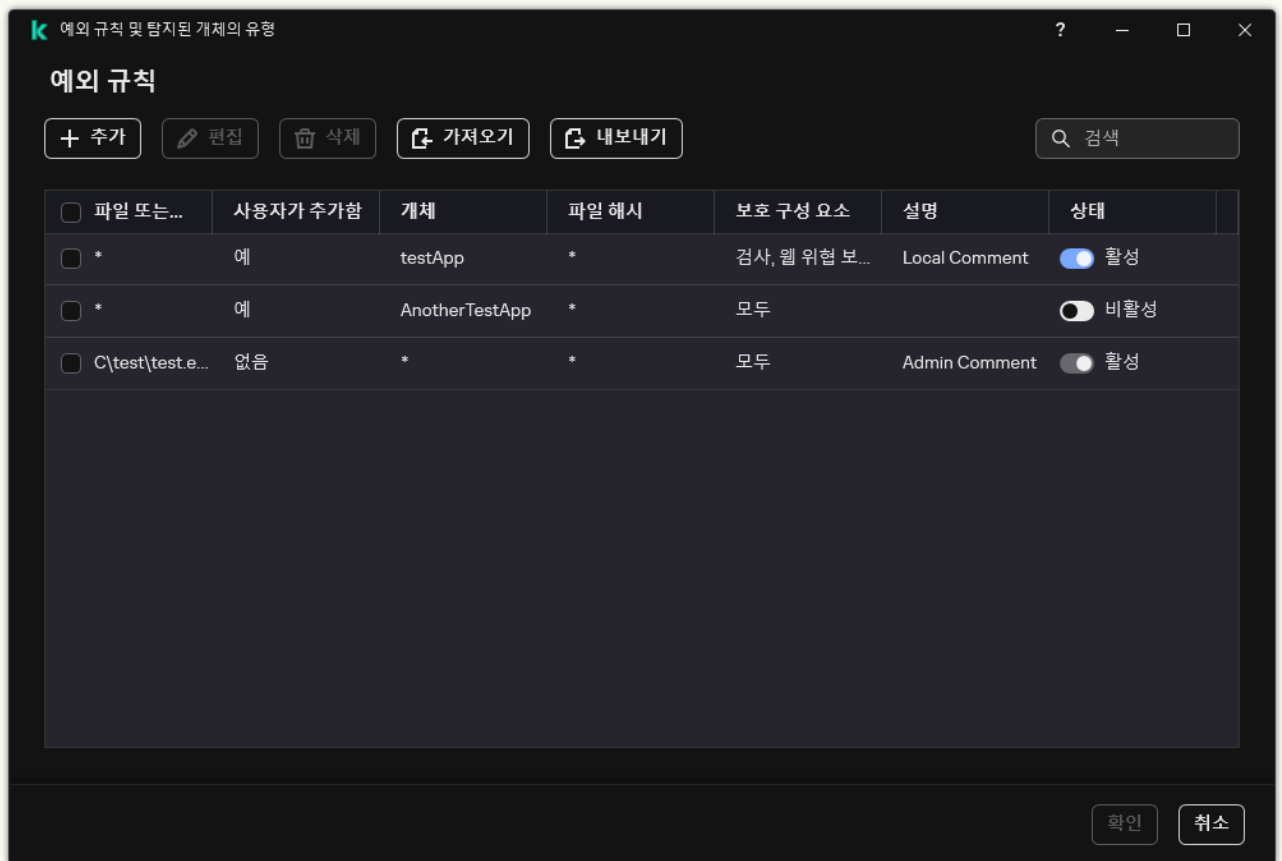 예외 규칙 및 탐지된 개체의 유형
예외 규칙
추가 편집 삭제 가져오기 내보내기 검색
파일 또는... 사용자가 추가함 개체 파일 해시 보호 구성 요소 설명 상태
* 예 testApp * 검사, 웹 위협 보... Local Comment 활성
* 예 AnotherTestApp * 모두 비활성
C\test\test.e... 없음 * * 모두 Admin Comment 활성
확인 취소